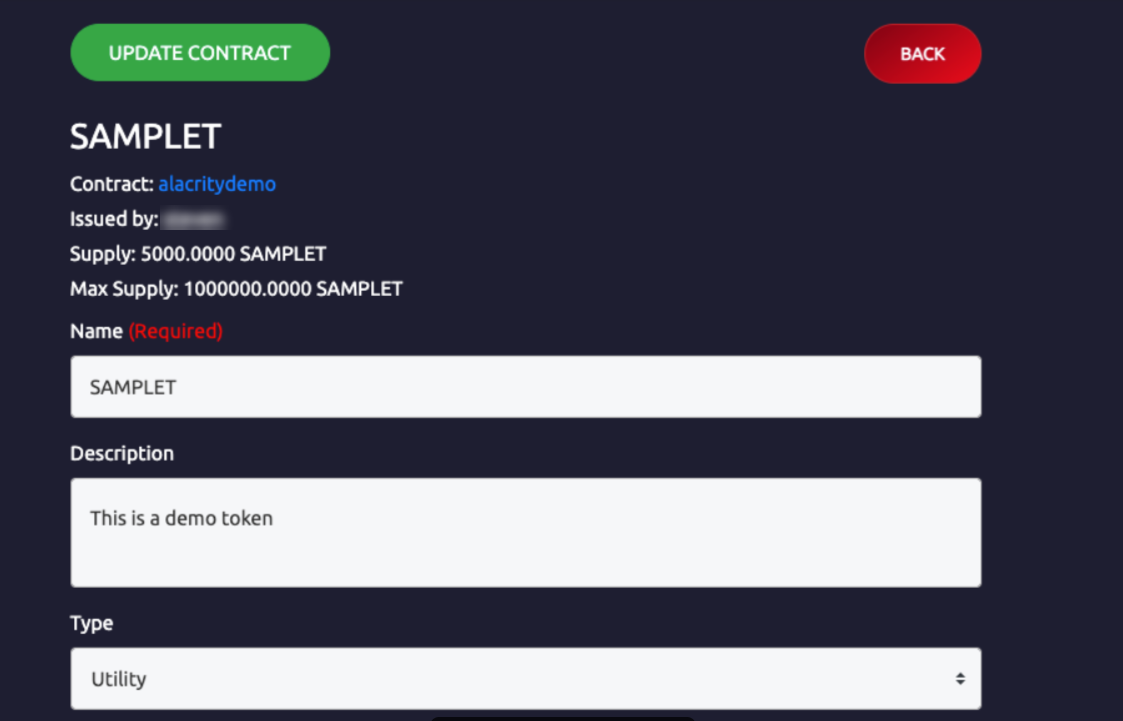 UPDATE CONTRACT
BACK
SAMPLET
Contract: alacritydemo
Issued by:
Supply: 5000.0000 SAMPLET
Max Supply: 1000000.0000 SAMPLET
Name (Required)
SAMPLET
Description
This is a demo token
Type
Utility